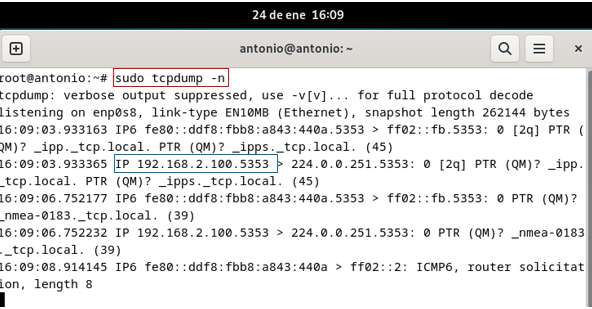 24 de ene 16:09
antonio@antonio: ~
root@antonio:~# sudo tcpdump -n
tcpdump: verbose output suppressed, use -v[v]... for full protocol decode
listening on enp0s8, link-type EN10MB (Ethernet), snapshot length 262144 bytes
16:09:03.933163 IP6 fe80::ddf8:fbb8:a843:440a.5353 > ff02::fb.5353: 0 [2q] PTR (
QM)? _ipp._tcp.local. PTR (QM)? _ipps._tcp.local. (45)
16:09:03.933365 IP 192.168.2.100.5353 > 224.0.0.251.5353: 0 [2q] PTR (QM)? _ipp.
_tcp.local. PTR (QM)? _ipps._tcp.local. (45)
16:09:06.752177 IP6 fe80::ddf8:fbb8:a843:440a.5353 > ff02::fb.5353: 0 PTR (QM)?
_nmea-0183._tcp.local. (39)
16:09:06.752232 IP 192.168.2.100.5353 > 224.0.0.251.5353: 0 PTR (QM)? _nmea-0183
._tcp.local. (39)
16:09:08.914145 IP6 fe80::ddf8:fbb8:a843:440a > ff02::2: ICMP6, router solicitat
ion, length 8